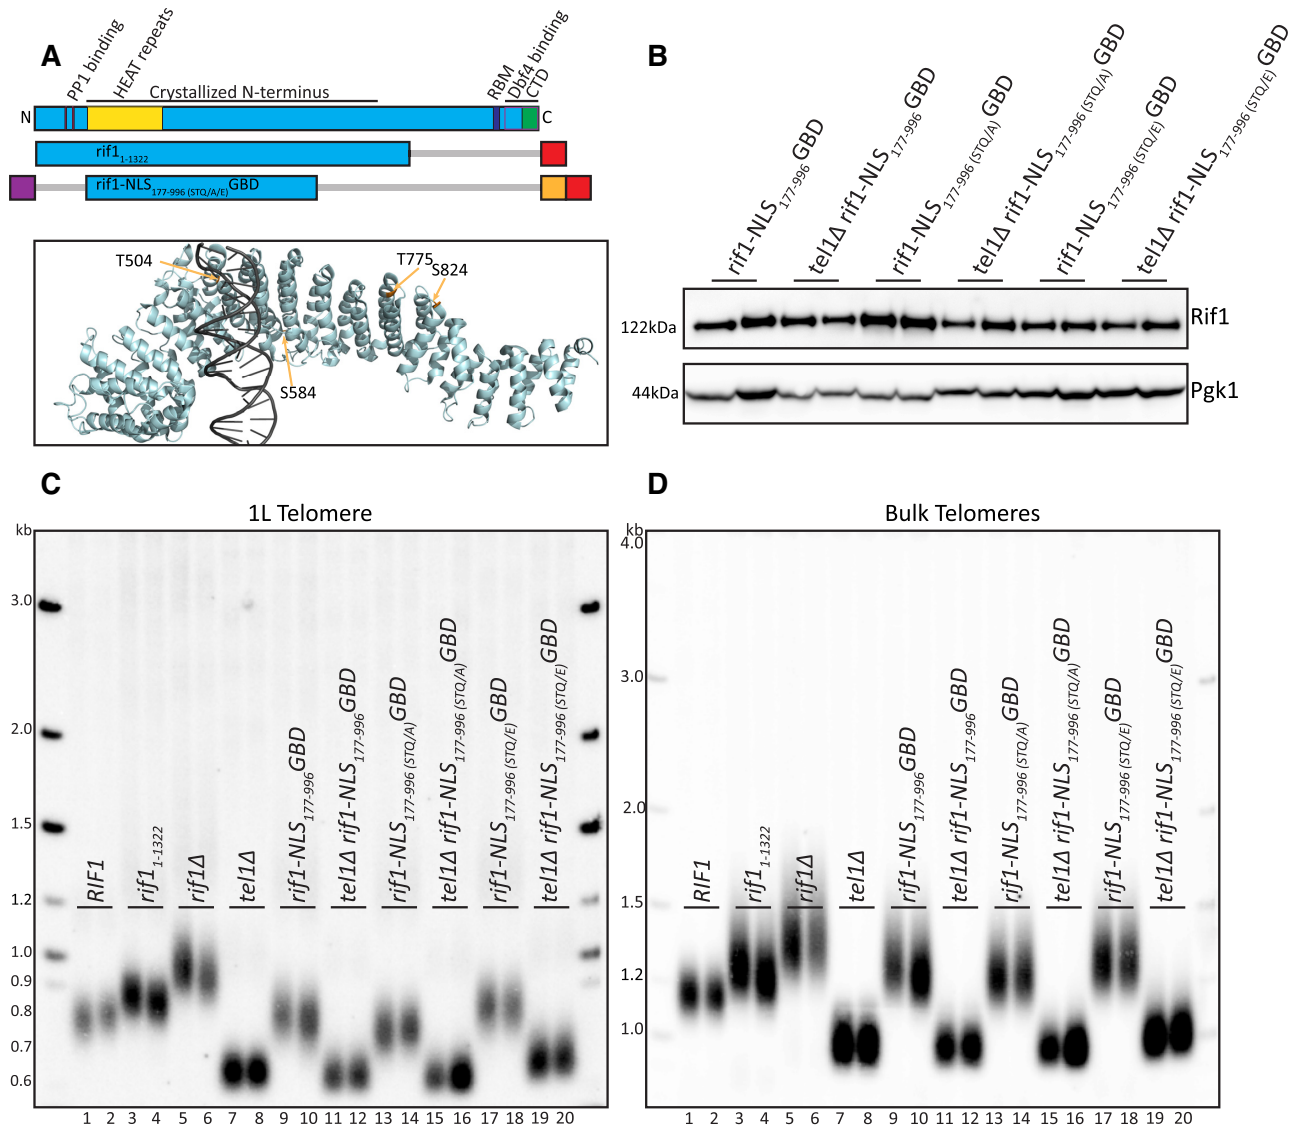 A
PP1 binding
HEAT repeats
Crystallized N-terminus
RBM
Dbf4 binding
CTD
N
C
rif1 1-1322
rif1-NLS 177-996 (STQ/A/E) GBD
T504
T775
S824
S584
B
rif1-NLS 177-996 GBD
tel1Δ rif1-NLS 177-996 GBD
rif1-NLS 177-996 (STQ/A) GBD
tel1Δ rif1-NLS 177-996 (STQ/A) GBD
rif1-NLS 177-996 (STQ/E) GBD
tel1Δ rif1-NLS 177-996 (STQ/E) GBD
122kDa
Rif1
44kDa
Pgk1
C
1L Telomere
kb
3.0
2.0
1.5
1.2
1.0
0.9
0.8
0.7
0.6
RIF1
rif1 1-1322
rif1Δ
tel1Δ
rif1-NLS 177-996 GBD
tel1Δ rif1-NLS 177-996 GBD
rif1-NLS 177-996 (STQ/A) GBD
tel1Δ rif1-NLS 177-996 (STQ/A) GBD
rif1-NLS 177-996 (STQ/E) GBD
tel1Δ rif1-NLS 177-996 (STQ/E) GBD
1 2 3 4 5 6 7 8 9 10 11 12 13 14 15 16 17 18 19 20
D
Bulk Telomeres
kb
4.0
3.0
2.0
1.5
1.2
1.0
RIF1
rif1 1-1322
rif1Δ
tel1Δ
rif1-NLS 177-996 GBD
tel1Δ rif1-NLS 177-996 GBD
rif1-NLS 177-996 (STQ/A) GBD
tel1Δ rif1-NLS 177-996 (STQ/A) GBD
rif1-NLS 177-996 (STQ/E) GBD
tel1Δ rif1-NLS 177-996 (STQ/E) GBD
1 2 3 4 5 6 7 8 9 10 11 12 13 14 15 16 17 18 19 20